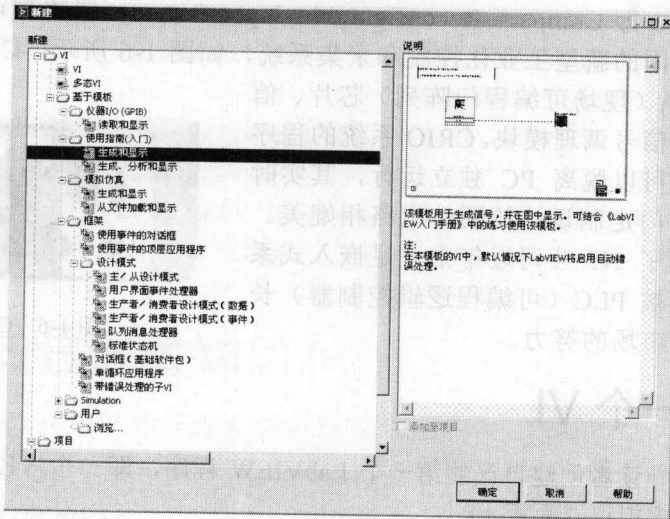 新建
新建
VI
VI
多态VI
基于模板
仪器I/O (GPIB)
读取和显示
使用指南(入门)
生成和显示
生成、分析和显示
模拟仿真
生成和显示
从文件加载和显示
框架
使用事件的对话框
使用事件的顶层应用程序
设计模式
主／从设计模式
用户界面事件处理器
生产者／消费者设计模式（数据）
生产者／消费者设计模式（事件）
队列消息处理器
标准状态机
对话框（基础软件包）
单循环应用程序
带错误处理的子VI
Simulation
用户
浏览...
项目
说明
该模板用于生成信号，并在图中显示。可结合《LabVI
EW入门手册》中的练习使用该模板。
注:
在本模板的VI中，默认情况下LabVIEW将启用自动错
误处理。
添加至项目
确定
取消
帮助